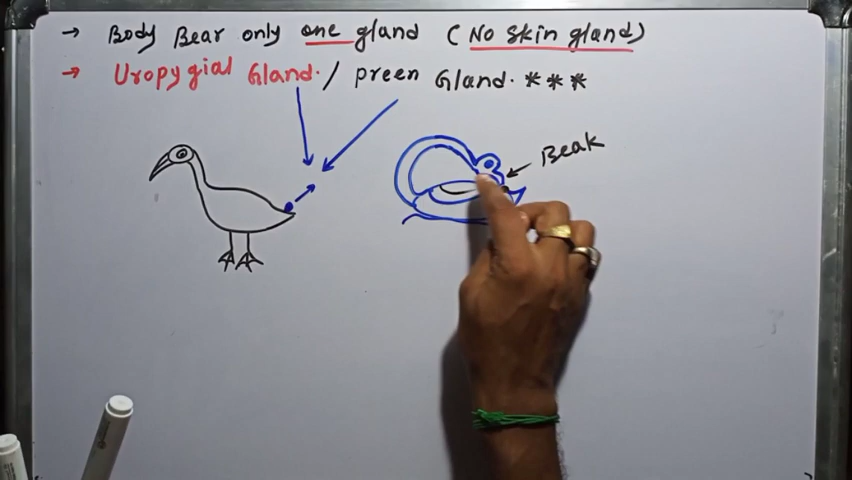 → Body Bear only one gland (No skin gland)
→ Uropygial Gland. / preen Gland. ***
Beak